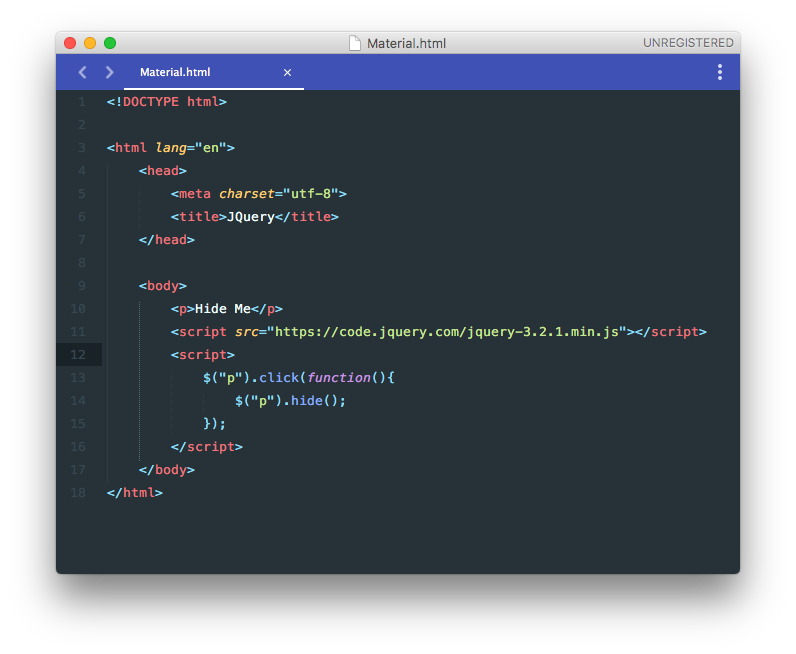 Material.html
UNREGISTERED
Material.html
1 <!DOCTYPE html>
2
3 <html lang="en">
4     <head>
5         <meta charset="utf-8">
6         <title>JQuery</title>
7     </head>
8
9     <body>
10         <p>Hide Me</p>
11         <script src="https://code.jquery.com/jquery-3.2.1.min.js"></script>
12         <script>
13             $("p").click(function(){
14                 $("p").hide();
15             });
16         </script>
17     </body>
18 </html>